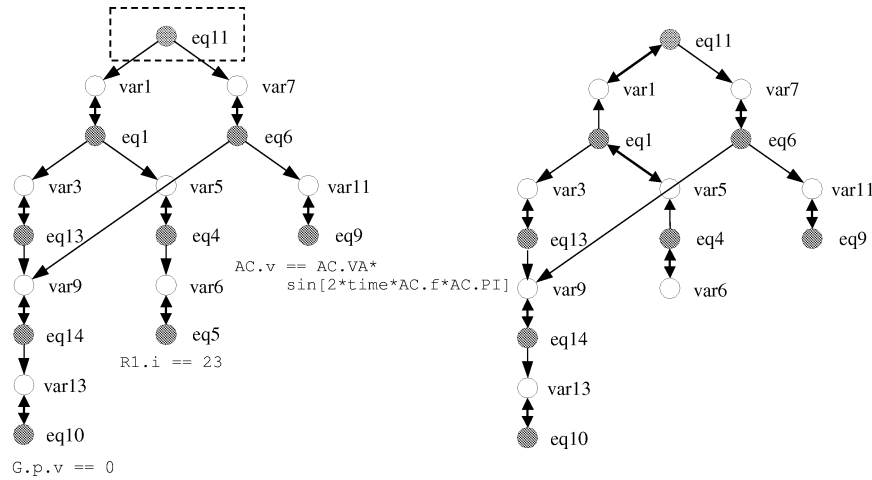 eq11
var1 var7
eq1 eq6
var3 var5 var11
eq13 eq4 eq9
AC.v == AC.VA*
sin[2*time*AC.f*AC.PI]
var9 var6
eq14 eq5
R1.i == 23
var13
eq10
G.p.v == 0
eq11
var1 var7
eq1 eq6
var3 var5 var11
eq13 eq4 eq9
var9 var6
eq14
var13
eq10